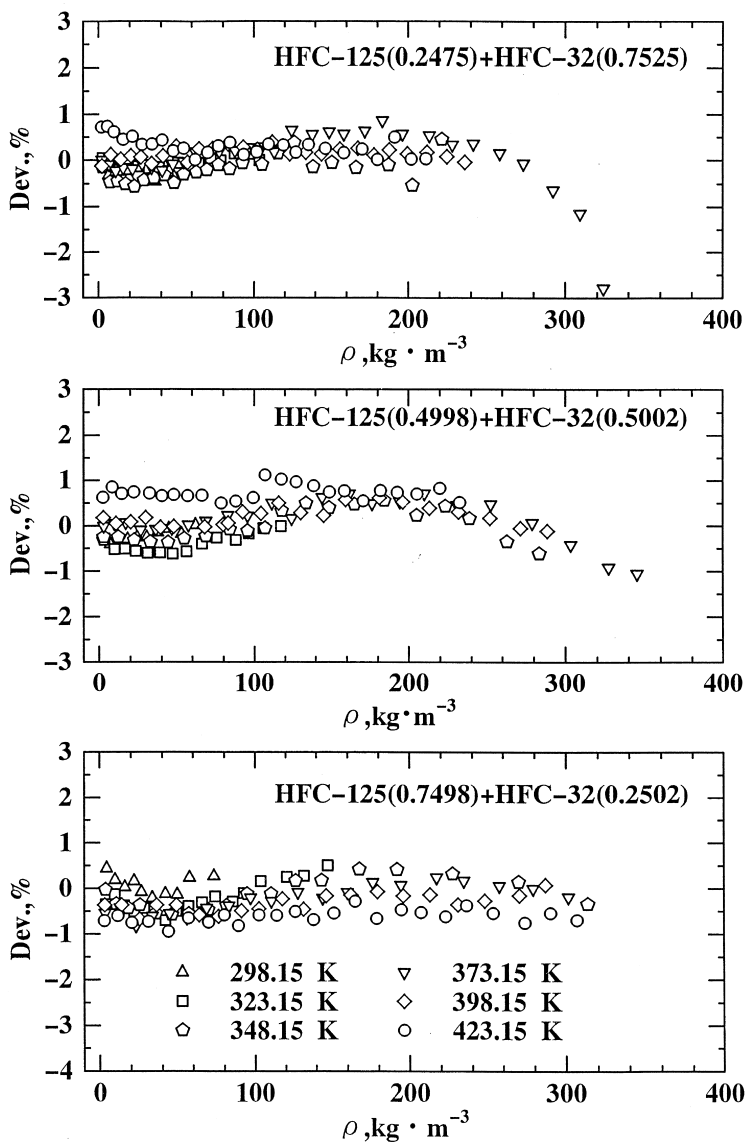 HFC-125(0.2475)+HFC-32(0.7525)
3
2
1
0
-1
-2
-3
Dev.,%
0 100 200 300 400
ρ,kg・m⁻³
HFC-125(0.4998)+HFC-32(0.5002)
3
2
1
0
-1
-2
-3
Dev.,%
0 100 200 300 400
ρ,kg・m⁻³
HFC-125(0.7498)+HFC-32(0.2502)
3
2
1
0
-1
-2
-3
-4
Dev.,%
298.15 K 373.15 K
323.15 K 398.15 K
348.15 K 423.15 K
0 100 200 300 400
ρ,kg・m⁻³